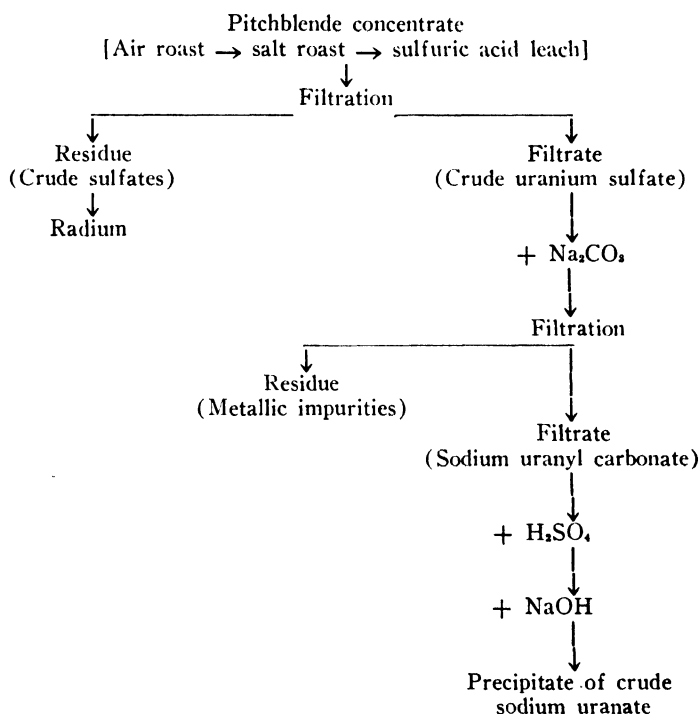 Pitchblende concentrate
[Air roast → salt roast → sulfuric acid leach]
Filtration
Residue
(Crude sulfates)
Radium
Filtrate
(Crude uranium sulfate)
+ Na₂CO₃
Filtration
Residue
(Metallic impurities)
Filtrate
(Sodium uranyl carbonate)
+ H₂SO₄
+ NaOH
Precipitate of crude
sodium uranate